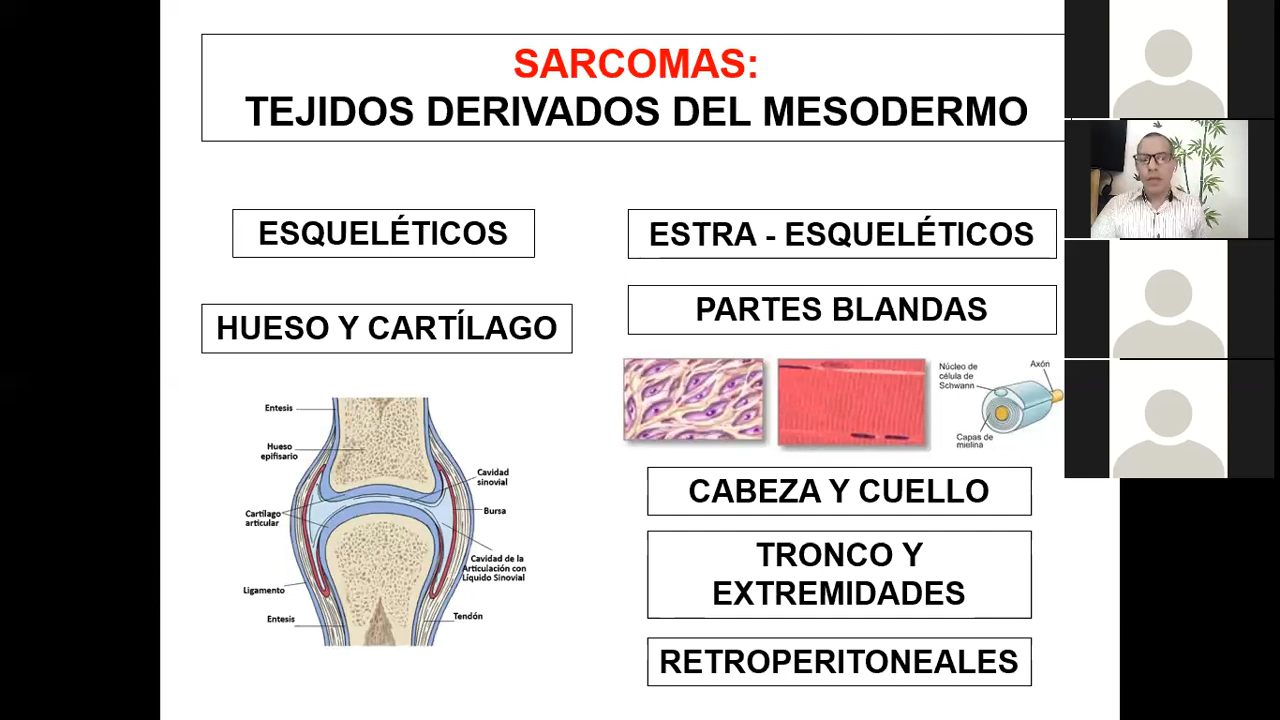 SARCOMAS:
TEJIDOS DERIVADOS DEL MESODERMO
ESQUELÉTICOS
HUESO Y CARTÍLAGO
Entesis
Hueso
epifisario
Cavidad
sinovial
Cartílago
articular
Bursa
Cavidad de la
Articulación con
Líquido Sinovial
Ligamento
Entesis
Tendón
ESTRA - ESQUELÉTICOS
PARTES BLANDAS
Núcleo de
célula de
Schwann
Axón
Capas de
mielina
CABEZA Y CUELLO
TRONCO Y
EXTREMIDADES
RETROPERITONEALES